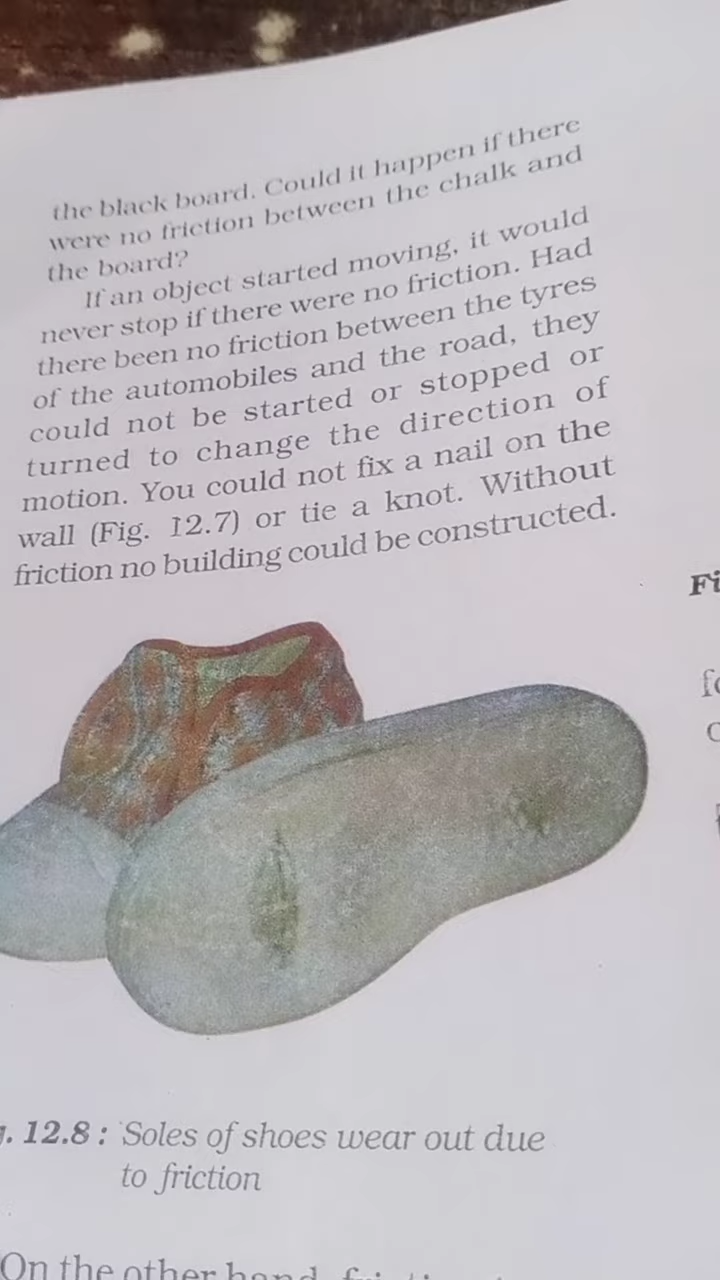 the black board. Could it happen if there
were no friction between the chalk and
the board?
If an object started moving, it would
never stop if there were no friction. Had
there been no friction between the tyres
of the automobiles and the road, they
could not be started or stopped or
turned to change the direction of
motion. You could not fix a nail on the
wall (Fig. 12.7) or tie a knot. Without
friction no building could be constructed.
12.8 : Soles of shoes wear out due
to friction
On the other hand,
Fi